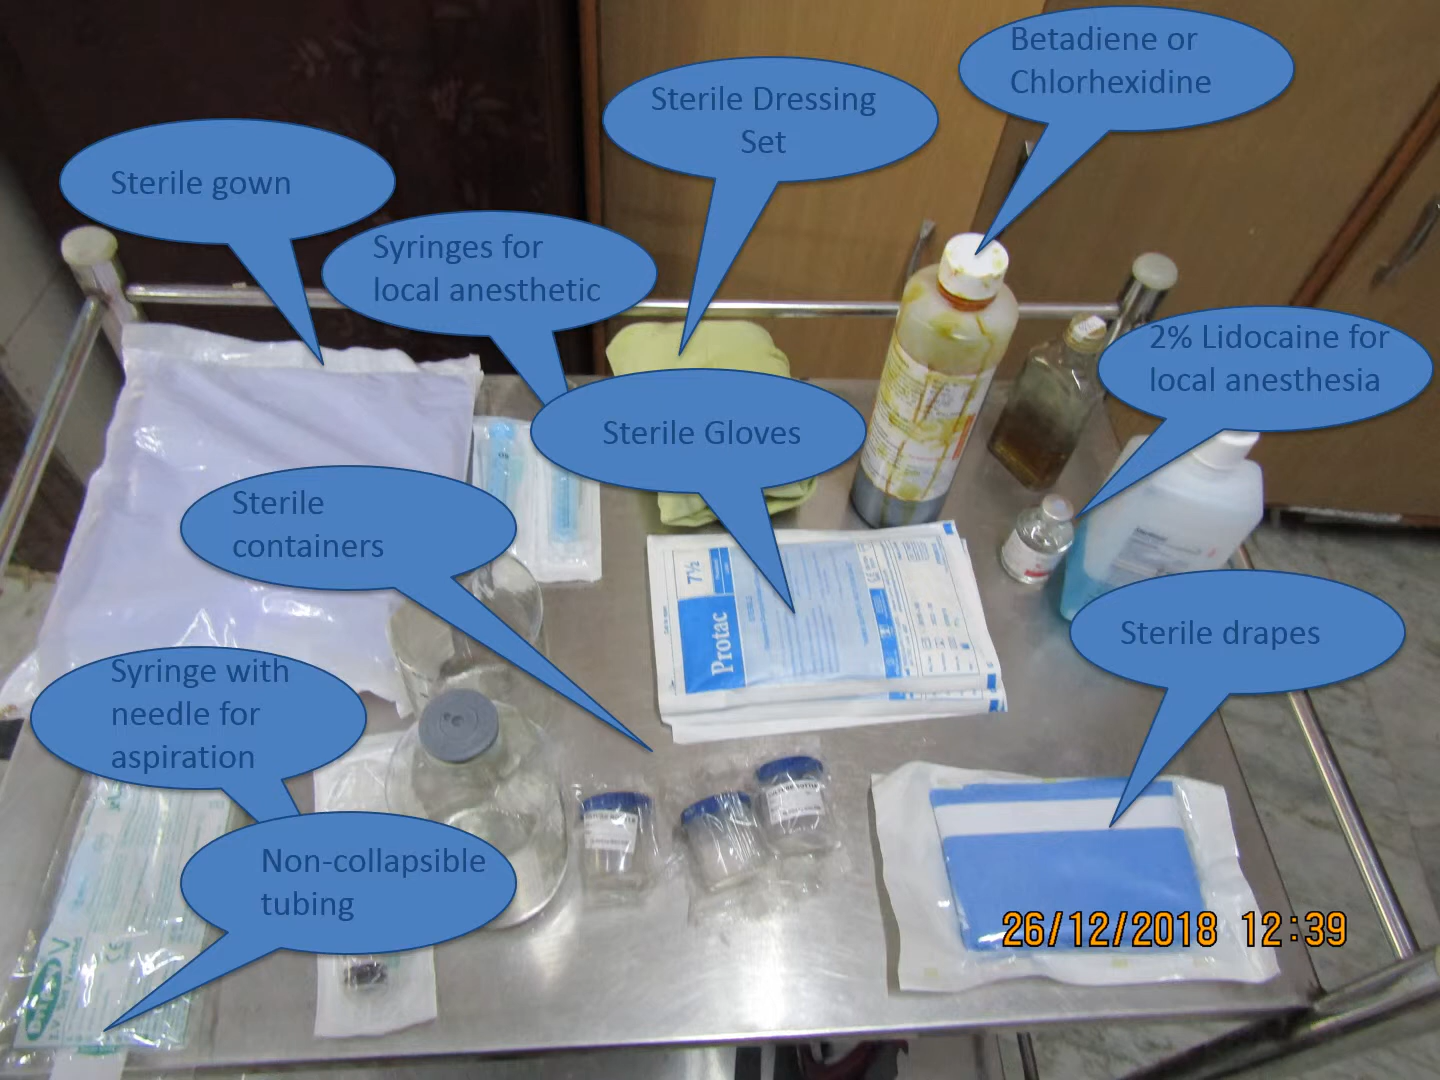 Betadiene or
Chlorhexidine
Sterile Dressing
Set
Sterile gown
Syringes for
local anesthetic
2% Lidocaine for
local anesthesia
Sterile Gloves
Sterile
containers
7½
Protac
Sterile drapes
Syringe with
needle for
aspiration
Non-collapsible
tubing
26/12/2018 12:39